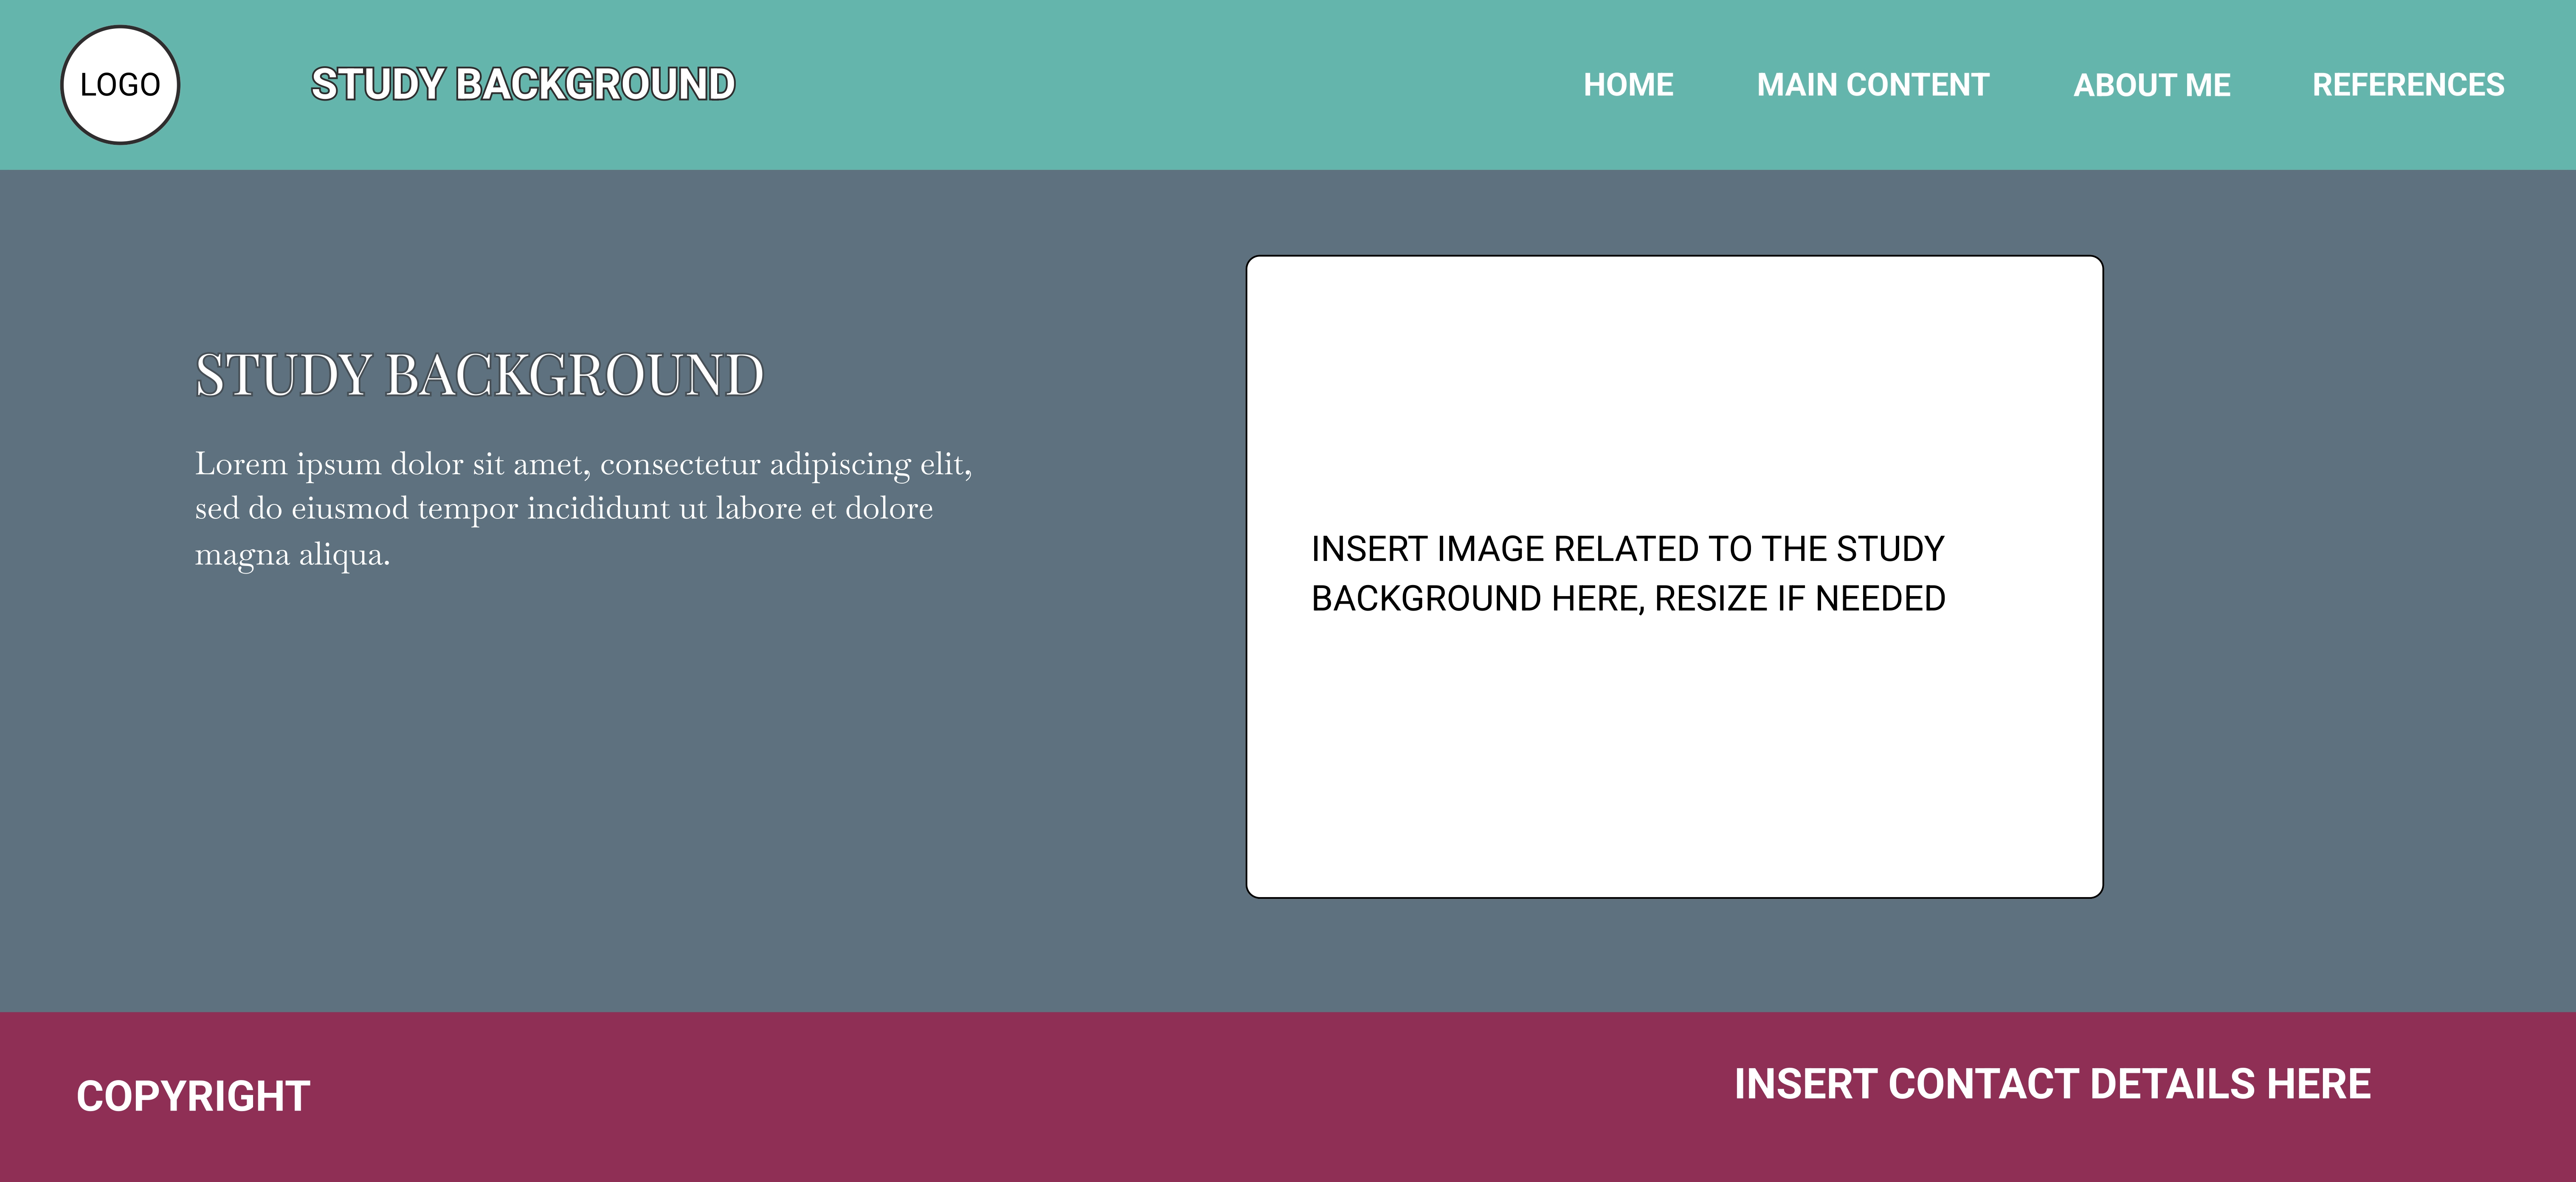 LOGO
STUDY BACKGROUND
HOME
MAIN CONTENT
ABOUT ME
REFERENCES
STUDY BACKGROUND
Lorem ipsum dolor sit amet, consectetur adipiscing elit,
sed do eiusmod tempor incididunt ut labore et dolore
magna aliqua.
INSERT IMAGE RELATED TO THE STUDY
BACKGROUND HERE, RESIZE IF NEEDED
COPYRIGHT
INSERT CONTACT DETAILS HERE